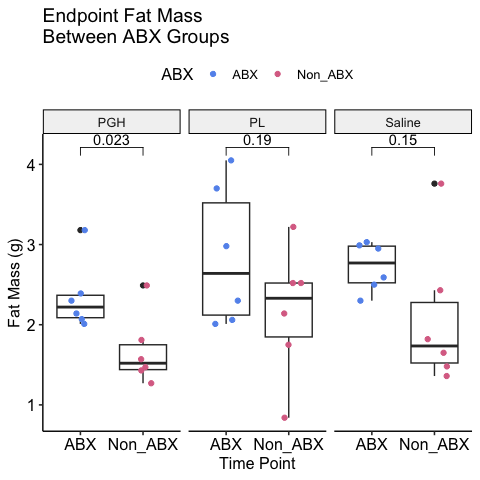 Endpoint Fat Mass
Between ABX Groups
ABX ABX Non_ABX
PGH PL Saline
0.023 0.19 0.15
4
3
2
1
Fat Mass (g)
ABX Non_ABX ABX Non_ABX ABX Non_ABX
Time Point